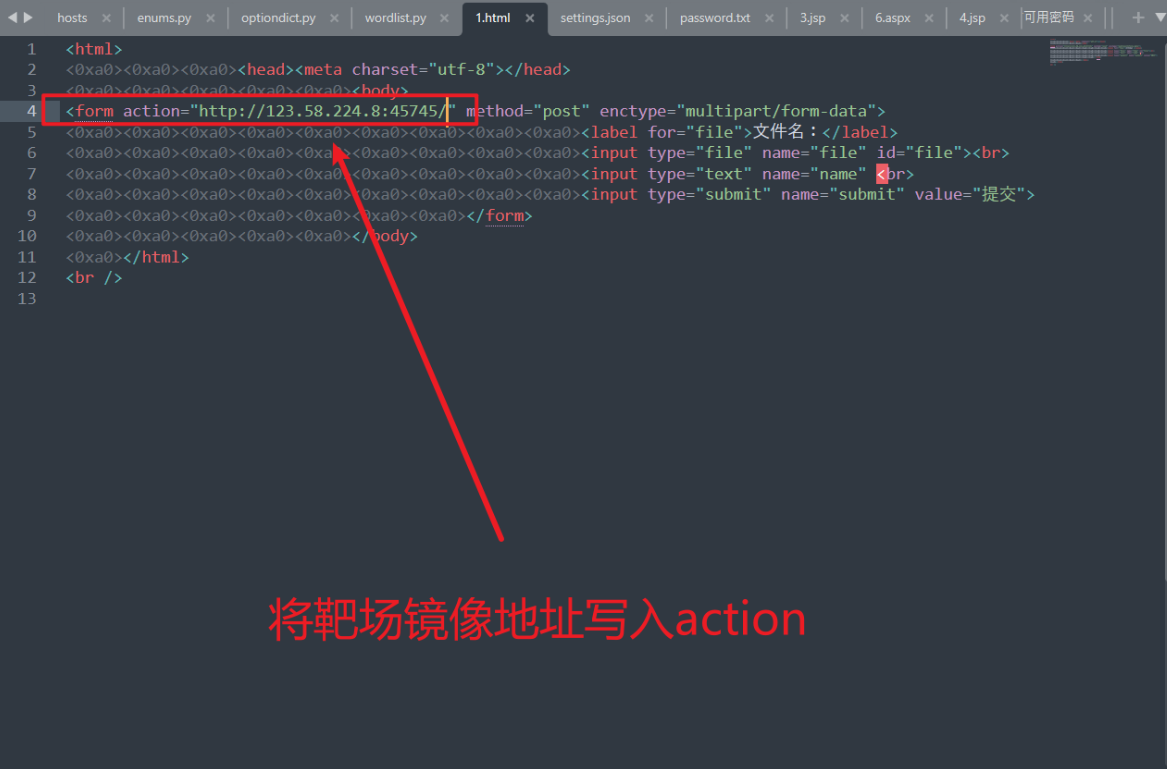 hosts enums.py optiondict.py wordlist.py 1.html settings.json password.txt 3.jsp 6.aspx 4.jsp 可用密码
1 <html>
2 <0xa0><0xa0><0xa0><head><meta charset="utf-8"></head>
3 <0xa0><0xa0><0xa0><0xa0><0xa0><body>
4 <form action="http://123.58.224.8:45745/" method="post" enctype="multipart/form-data">
5 <0xa0><0xa0><0xa0><0xa0><0xa0><0xa0><0xa0><0xa0><0xa0><label for="file">文件名：</label>
6 <0xa0><0xa0><0xa0><0xa0><0xa0><0xa0><0xa0><0xa0><0xa0><input type="file" name="file" id="file"><br>
7 <0xa0><0xa0><0xa0><0xa0><0xa0><0xa0><0xa0><0xa0><0xa0><input type="text" name="name" <br>
8 <0xa0><0xa0><0xa0><0xa0><0xa0><0xa0><0xa0><0xa0><0xa0><input type="submit" name="submit" value="提交">
9 <0xa0><0xa0><0xa0><0xa0><0xa0><0xa0><0xa0></form>
10 <0xa0><0xa0><0xa0><0xa0><0xa0></body>
11 <0xa0></html>
12 <br />
13
将靶场镜像地址写入action